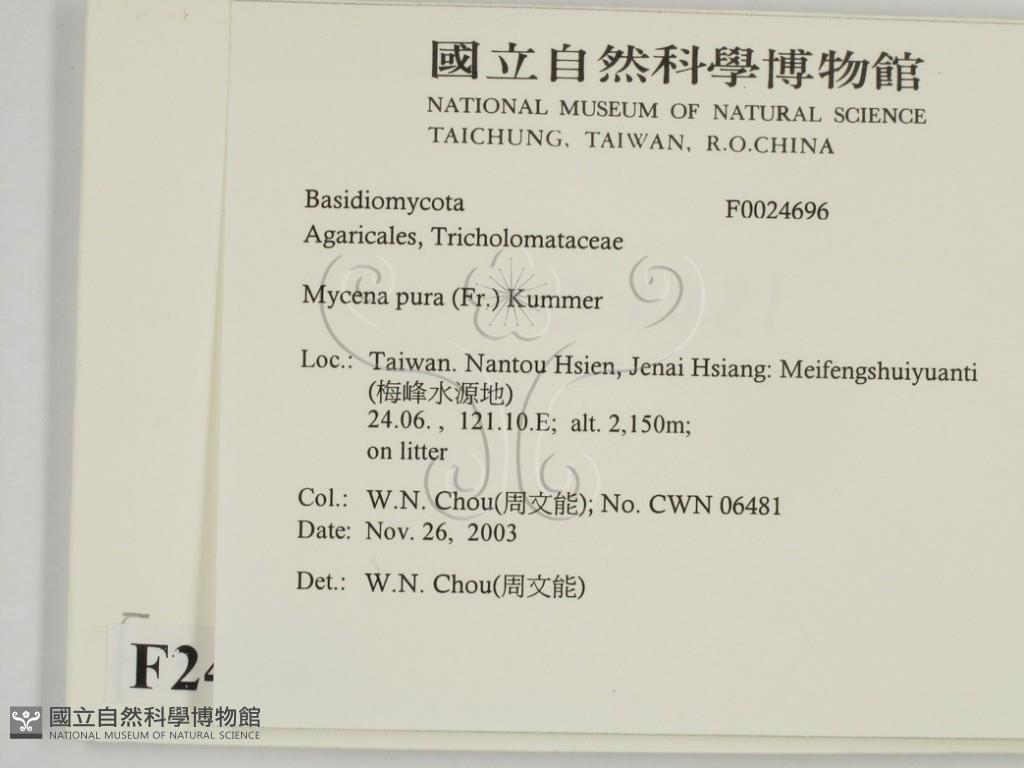 國立自然科學博物館
NATIONAL MUSEUM OF NATURAL SCIENCE
TAICHUNG, TAIWAN, R.O.CHINA
Basidiomycota F0024696
Agaricales, Tricholomataceae
Mycena pura (Fr.) Kummer
Loc.: Taiwan. Nantou Hsien, Jenai Hsiang: Meifengshuiyuanti
(梅峰水源地)
24.06. , 121.10.E; alt. 2,150m;
on litter
Col.: W.N. Chou(周文能); No. CWN 06481
Date: Nov. 26, 2003
Det.: W.N. Chou(周文能)
F24
國立自然科學博物館
NATIONAL MUSEUM OF NATURAL SCIENCE